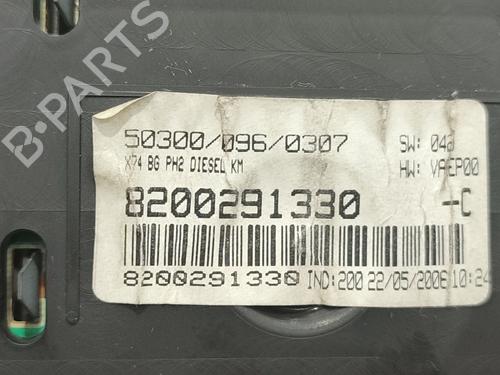 50300/096/0307 SW: 04a
X74 BG PH2 DIESEL KM HW: VAEP00
8200291330 -C
8200291330 IND:200 22/05/2006 10:24
B-PARTS